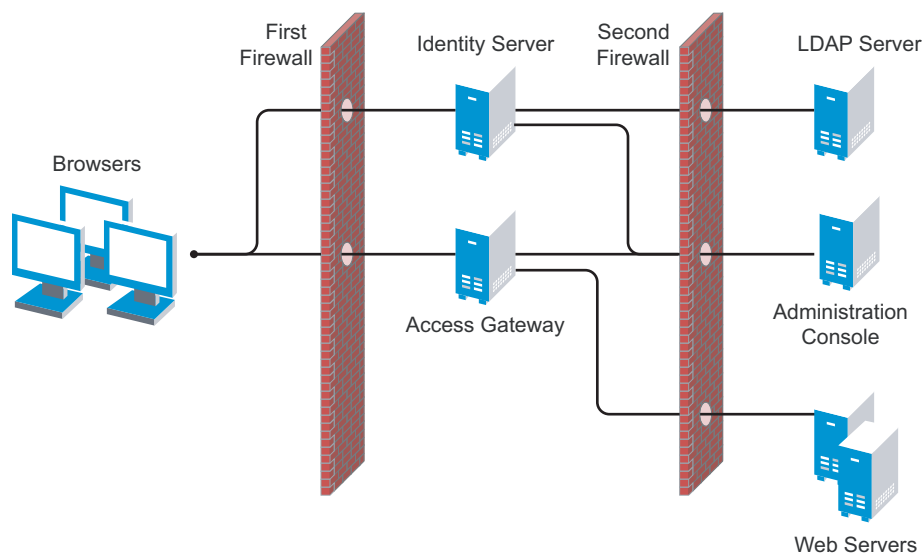 First
Firewall
Identity Server
Second
Firewall
LDAP Server
Browsers
Access Gateway
Administration
Console
Web Servers